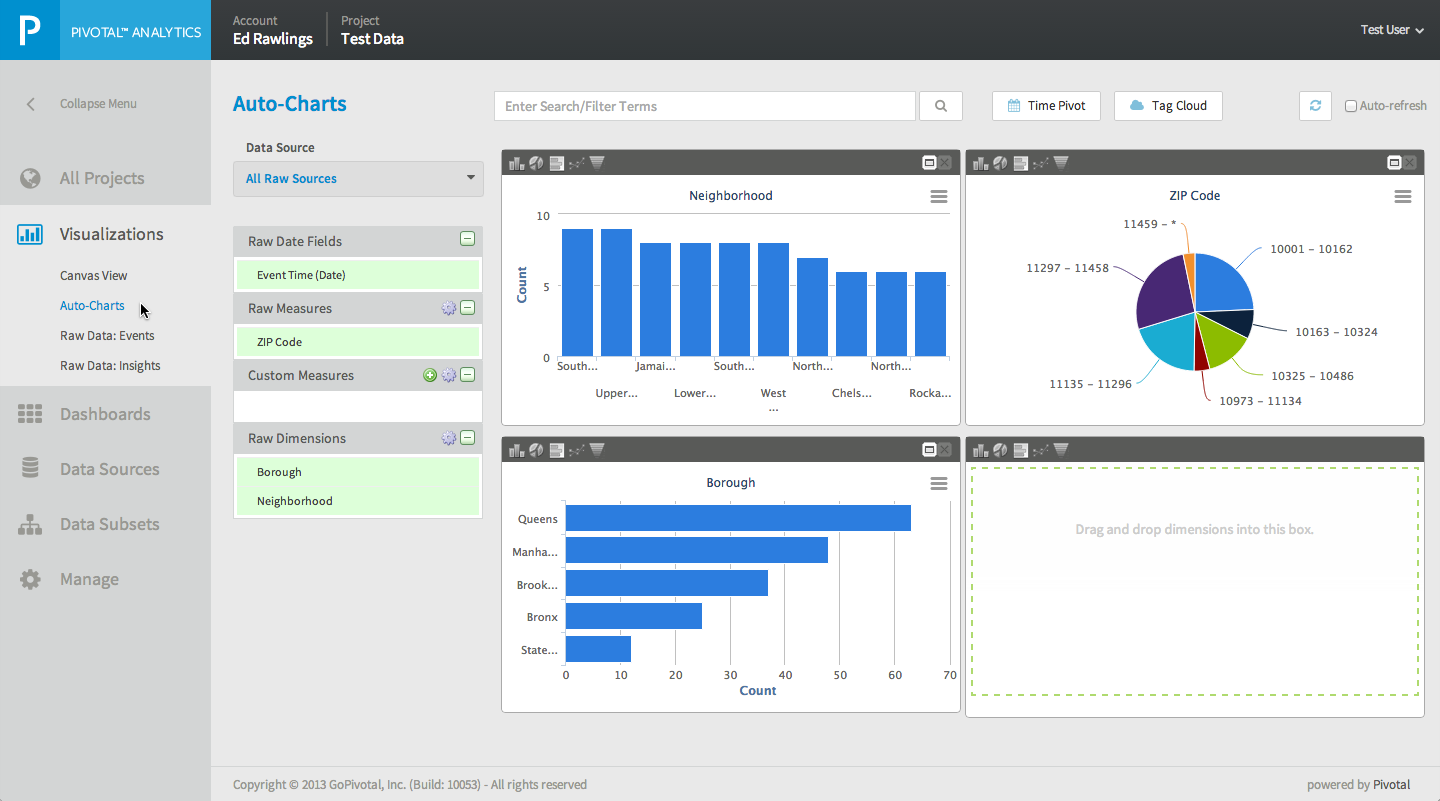 P PIVOTAL™ ANALYTICS
Account
Ed Rawlings
Project
Test Data
Test User
Collapse Menu
All Projects
Visualizations
Canvas View
Auto-Charts
Raw Data: Events
Raw Data: Insights
Dashboards
Data Sources
Data Subsets
Manage
Auto-Charts
Enter Search/Filter Terms
Time Pivot
Tag Cloud
Auto-refresh
Data Source
All Raw Sources
Raw Date Fields
Event Time (Date)
Raw Measures
ZIP Code
Custom Measures
Raw Dimensions
Borough
Neighborhood
Neighborhood
Count
10
5
0
South... Jamai... South... North... North...
Upper... Lower... West ... Chels... Rocka...
ZIP Code
11459 – *
10001 – 10162
11297 – 11458
10163 – 10324
11135 – 11296
10325 – 10486
10973 – 11134
Borough
Queens
Manha...
Brook...
Bronx
State...
0 10 20 30 40 50 60 70
Count
Drag and drop dimensions into this box.
Copyright © 2013 GoPivotal, Inc. (Build: 10053) - All rights reserved
powered by Pivotal